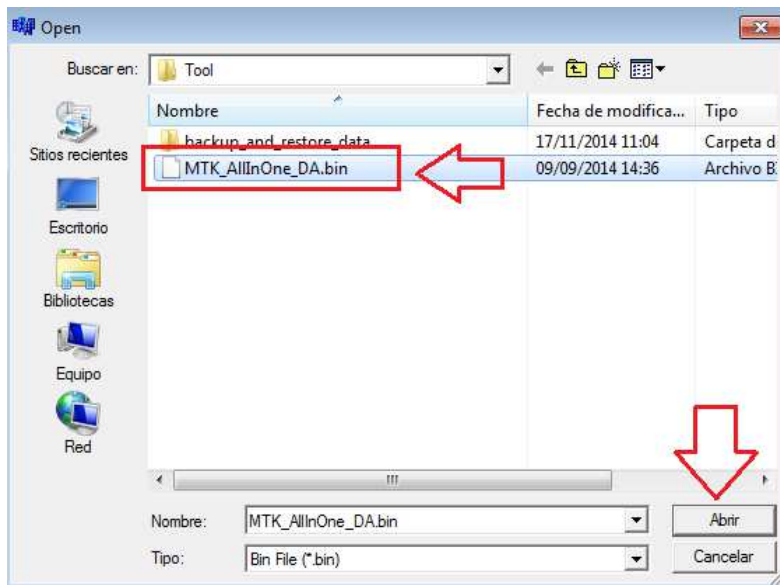 Open
Buscar en:
Tool
Nombre
Fecha de modifica...
Tipo
backup_and_restore_data
17/11/2014 11:04
Carpeta d
MTK_AllInOne_DA.bin
09/09/2014 14:36
Archivo B
Sitios recientes
Escritorio
Bibliotecas
Equipo
Red
Nombre:
MTK_AllInOne_DA.bin
Abrir
Tipo:
Bin File (*.bin)
Cancelar